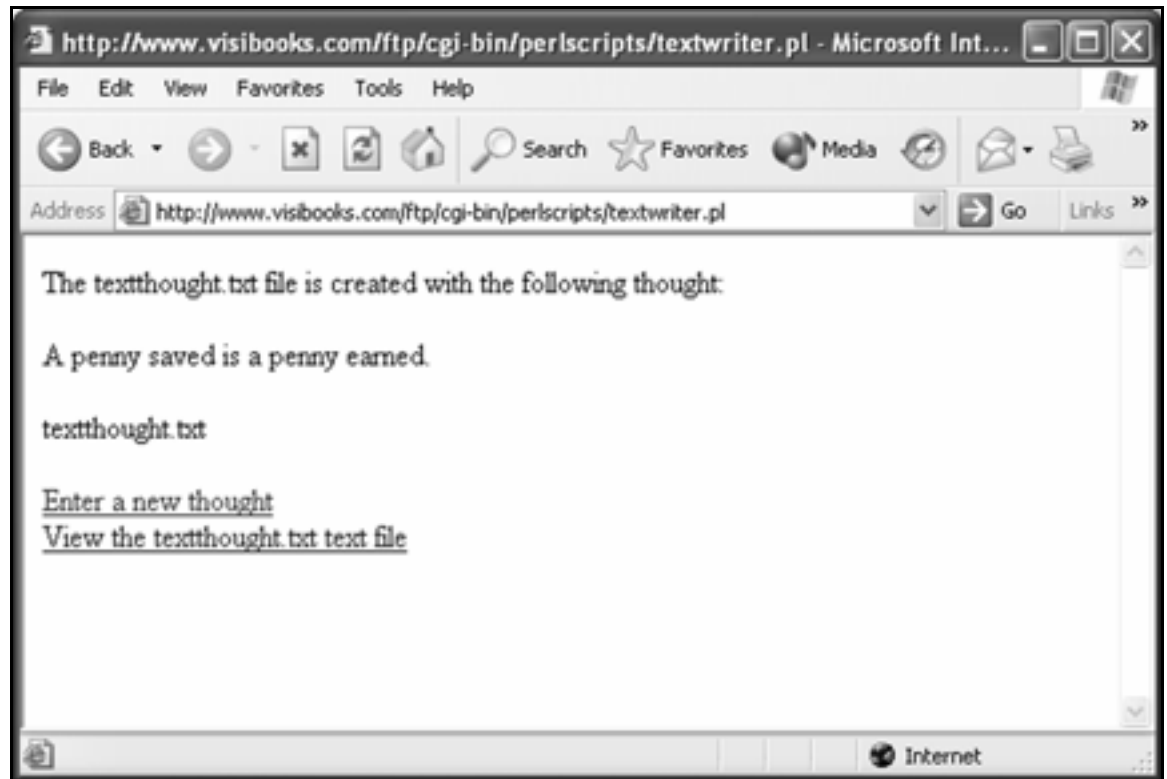 http://www.visibooks.com/ftp/cgi-bin/perlscripts/textwriter.pl - Microsoft Int...
File Edit View Favorites Tools Help
Back Search Favorites Media »
Address http://www.visibooks.com/ftp/cgi-bin/perlscripts/textwriter.pl Go Links »
The textthought.txt file is created with the following thought:
A penny saved is a penny earned.
textthought.txt
Enter a new thought
View the textthought.txt text file
Internet